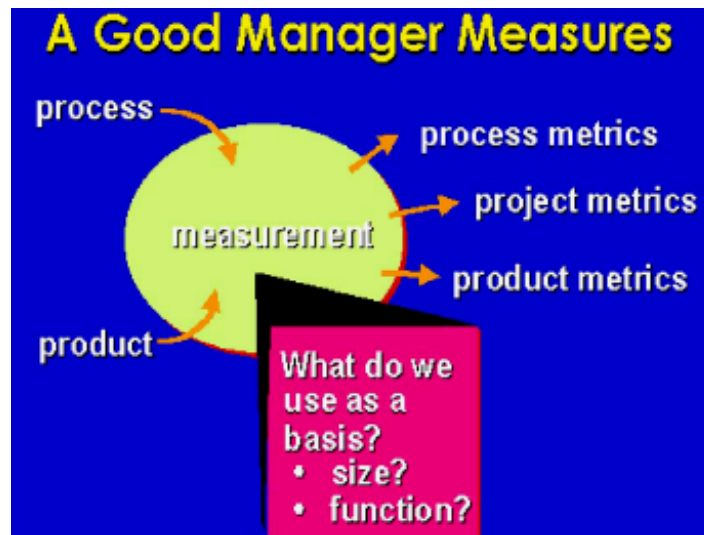 A Good Manager Measures
process
process metrics
project metrics
measurement
product metrics
product
What do we
use as a
basis?
• size?
• function?